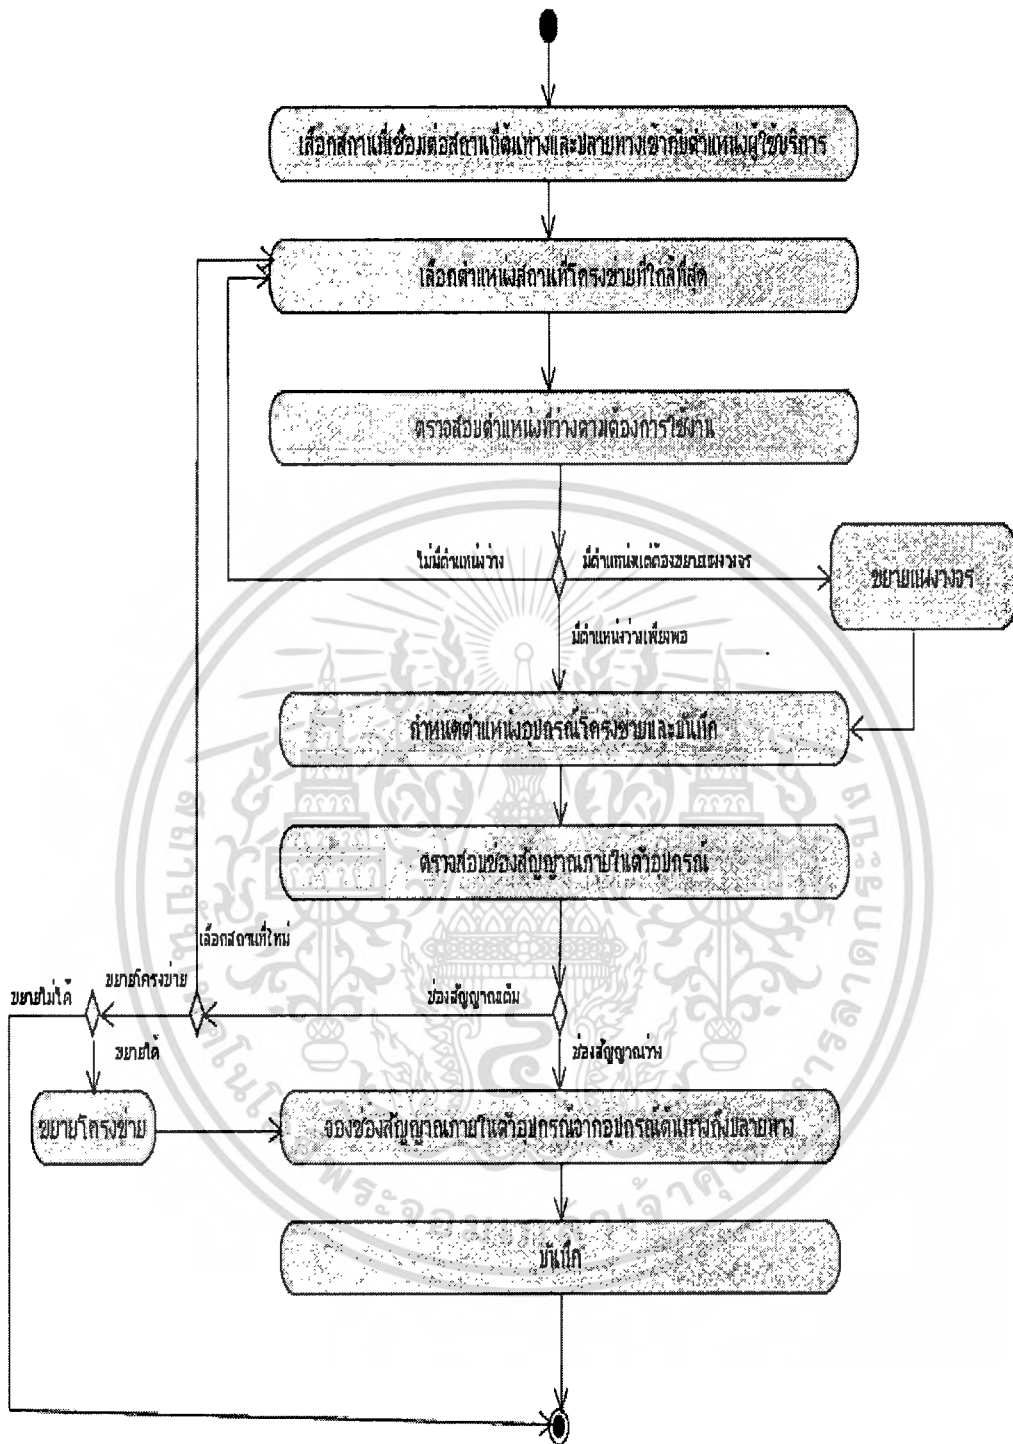 เลือกสถานที่เชื่อมต่อสถานที่ต้นทางและปลายทางเข้ากับตำแหน่งผู้ใช้บริการ
เลือกตำแหน่งสถานที่โครงข่ายที่ใกล้ที่สุด
ตรวจสอบตำแหน่งที่ว่างตามต้องการใช้งาน
ไม่มีตำแหน่งว่าง
มีตำแหน่งแต่ต้องขยายแผงวงจร
ขยายแผงวงจร
มีตำแหน่งว่างเพียงพอ
กำหนดตำแหน่งอุปกรณ์โครงข่ายและบันทึก
ตรวจสอบช่องสัญญาณภายในตัวอุปกรณ์
เลือกสถานที่ใหม่
ขยายโครงข่าย
ขยายไม่ได้
ช่องสัญญาณเต็ม
ขยายได้
ช่องสัญญาณว่าง
ขยายโครงข่าย
จองช่องสัญญาณภายในตัวอุปกรณ์จากอุปกรณ์ต้นทางถึงปลายทาง
บันทึก